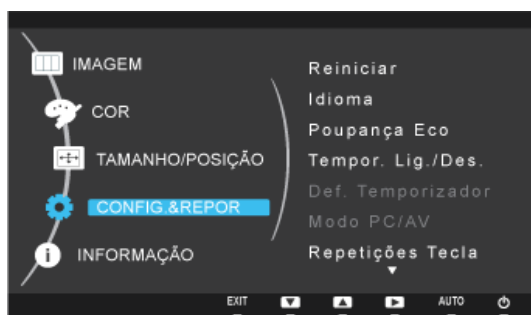 IMAGEM
COR
TAMANHO/POSIÇÃO
CONFIG.&REPOR
INFORMAÇÃO
Reiniciar
Idioma
Poupança Eco
Tempor. Lig./Des.
Def. Temporizador
Modo PC/AV
Repetições Tecla
EXIT AUTO